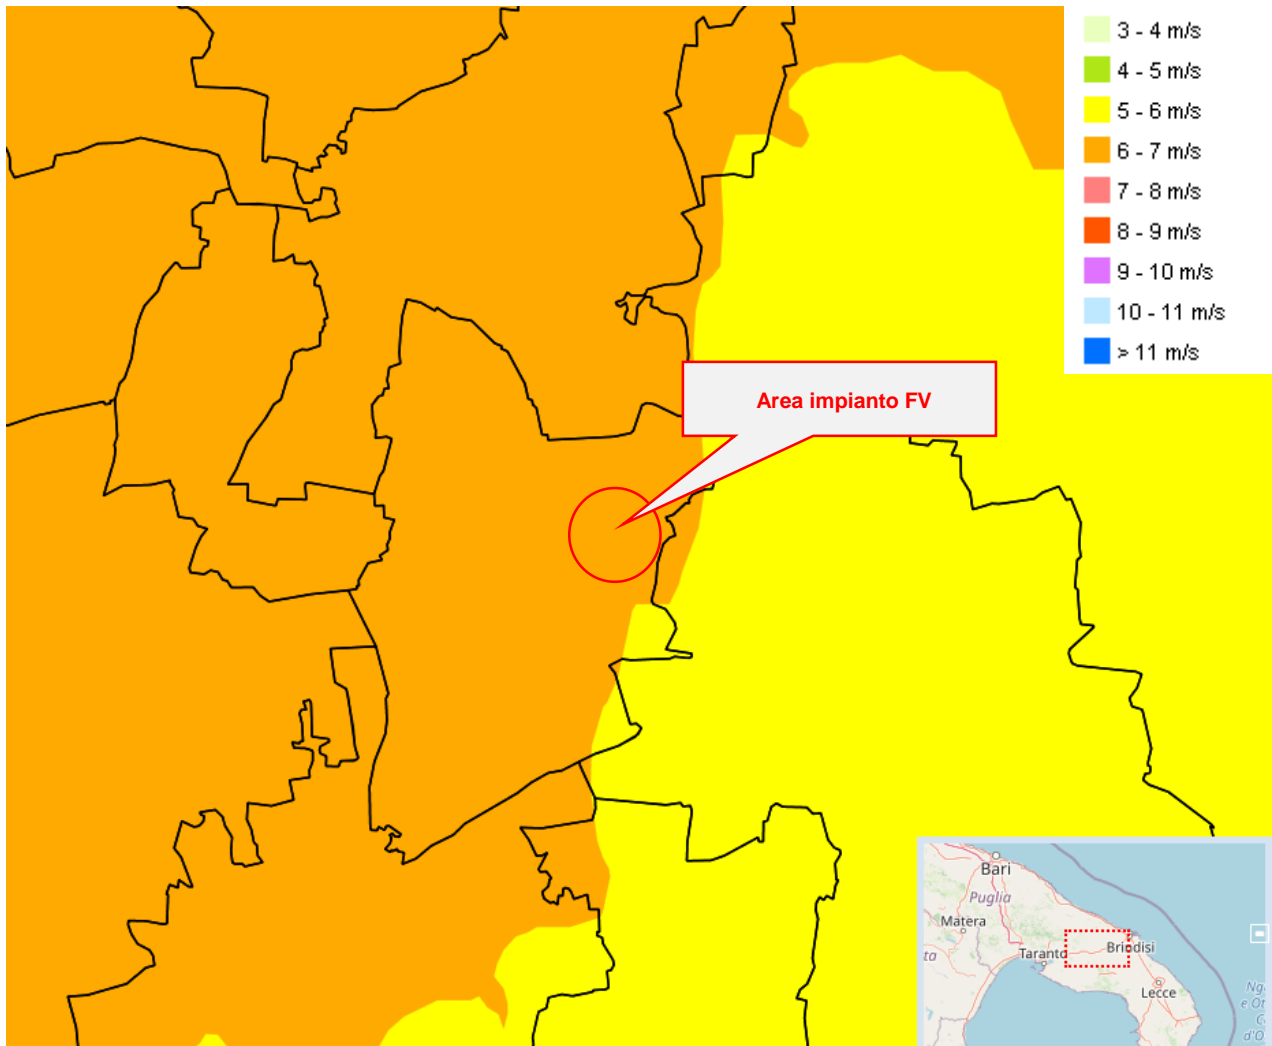 3 - 4 m/s
4 - 5 m/s
5 - 6 m/s
6 - 7 m/s
7 - 8 m/s
8 - 9 m/s
9 - 10 m/s
10 - 11 m/s
> 11 m/s
Area impianto FV
Bari
Puglia
Matera
ta
Taranto
Brindisi
Lecce
d'O